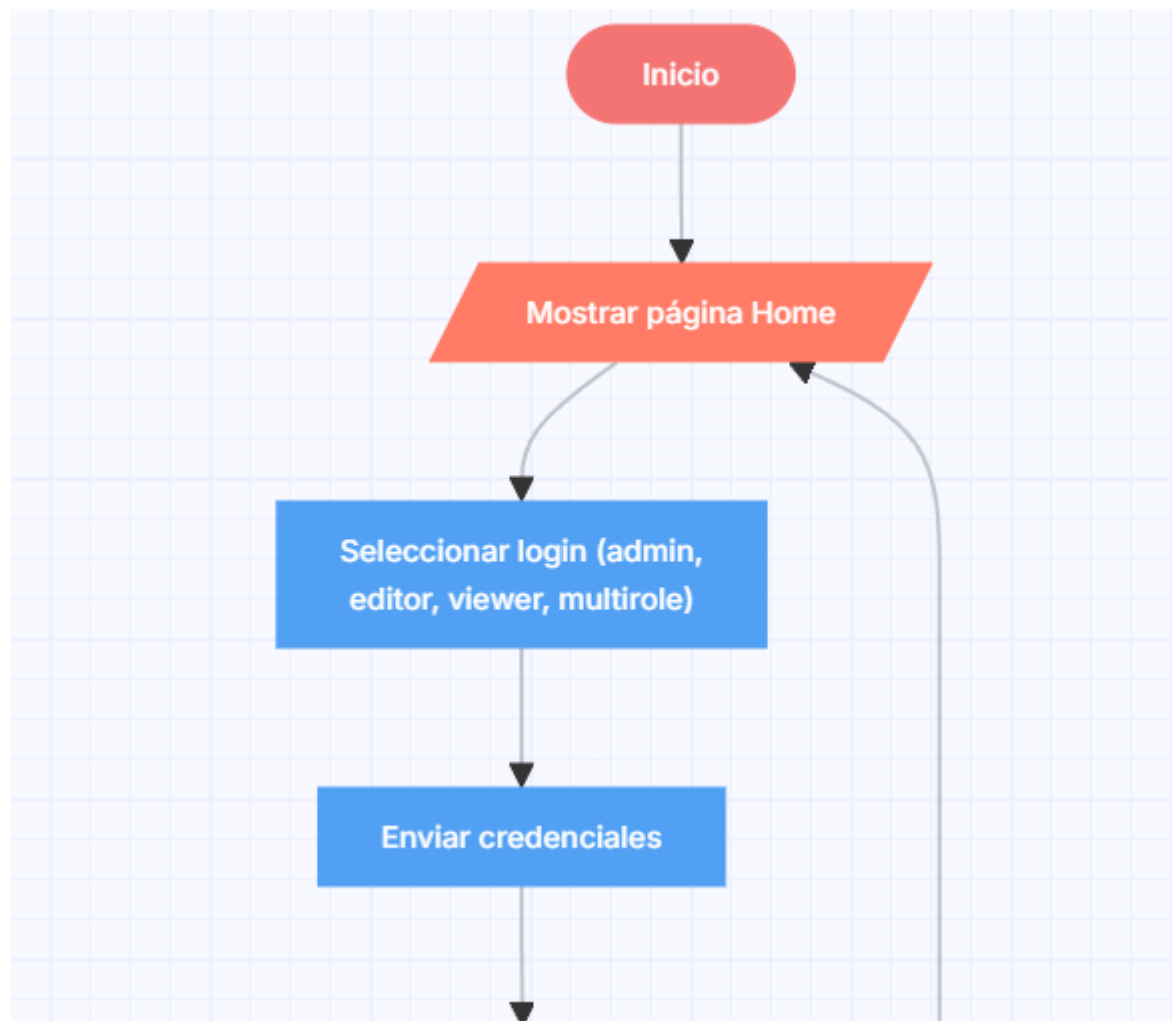 Inicio
Mostrar página Home
Seleccionar login (admin,
editor, viewer, multirole)
Enviar credenciales